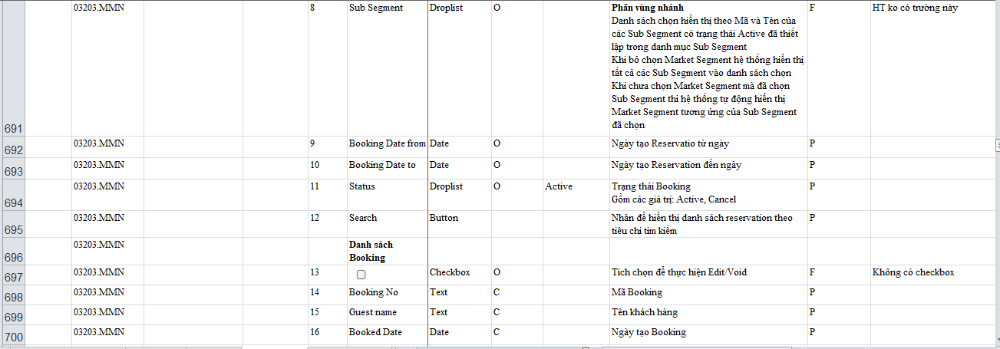 03203.MMN 8 Sub Segment Droplist O Phân vùng nhánh F HT ko có trường này
Danh sách chọn hiển thị theo Mã và Tên của
các Sub Segment có trạng thái Active đã thiết
lập trong danh mục Sub Segment
Khi bỏ chọn Market Segment hệ thống hiển thị
tất cả các Sub Segment vào danh sách chọn
Khi chưa chọn Market Segment mà đã chọn
Sub Segment thì hệ thống tự động hiển thị
Market Segment tương ứng của Sub Segment
đã chọn
691
692 03203.MMN 9 Booking Date from Date O Ngày tạo Reservatio từ ngày P
693 03203.MMN 10 Booking Date to Date O Ngày tạo Reservation đến ngày P
694 03203.MMN 11 Status Droplist O Active Trạng thái Booking P
Gồm các giá trị: Active, Cancel
695 03203.MMN 12 Search Button Nhấn để hiển thị danh sách reservation theo P
tiêu chí tìm kiếm
696 03203.MMN Danh sách
Booking
697 03203.MMN 13 Checkbox O Tích chọn để thực hiện Edit/Void F Không có checkbox
698 03203.MMN 14 Booking No Text C Mã Booking P
699 03203.MMN 15 Guest name Text C Tên khách hàng P
700 03203.MMN 16 Booked Date Date C Ngày tạo Booking P